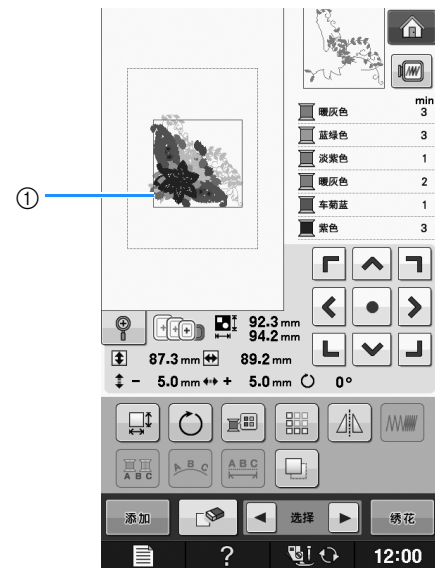 min
暖灰色 3
蓝绿色 3
淡紫色 1
暖灰色 2
车菊蓝 1
紫色 3
①
92.3 mm
94.2 mm
87.3 mm 89.2 mm
- 5.0 mm + 5.0 mm 0°
A B C A B C A B C
添加 选择 绣花
? 12:00